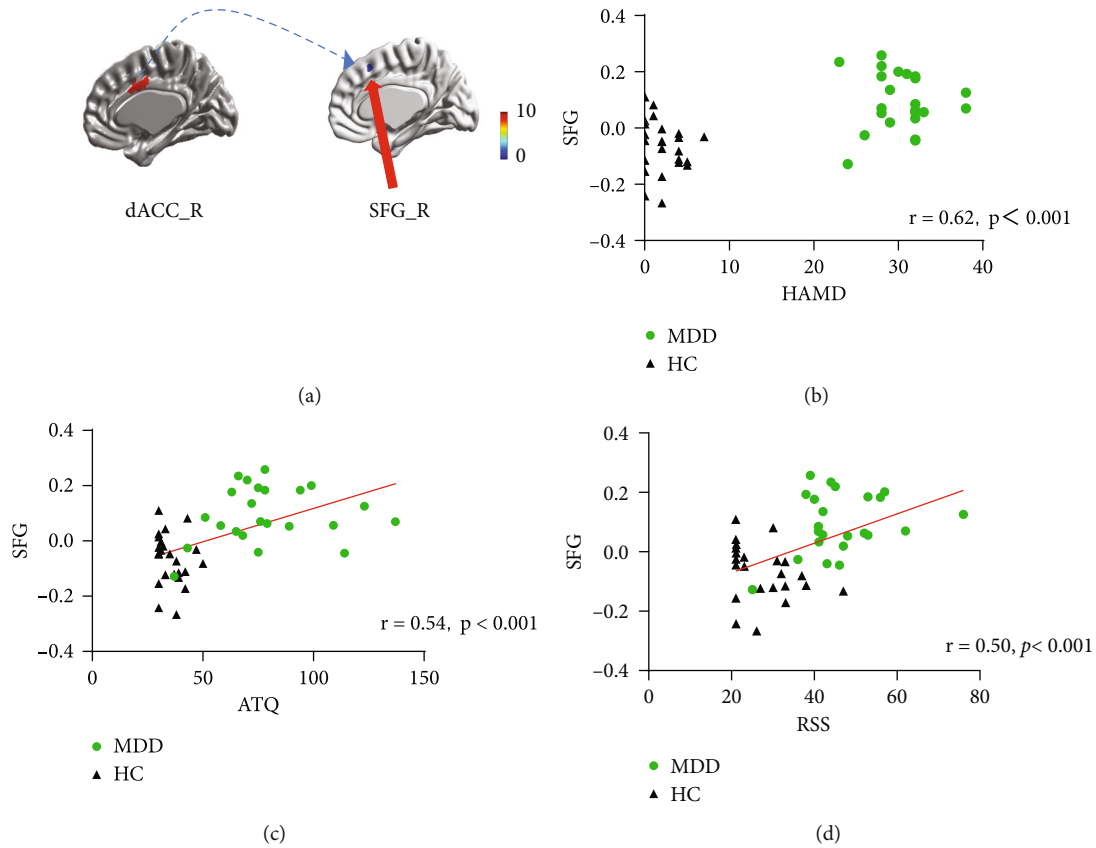 10
0
dACC_R
SFG_R
(a)
0.4
0.2
0.0
−0.2
−0.4
SFG
r = 0.62, p < 0.001
0
10
20
30
40
HAMD
MDD
HC
(b)
0.4
0.2
0.0
−0.2
−0.4
SFG
r = 0.54, p < 0.001
0
50
100
150
ATQ
MDD
HC
(c)
0.4
0.2
0.0
−0.2
−0.4
SFG
r = 0.50, p< 0.001
0
20
40
60
80
RSS
MDD
HC
(d)